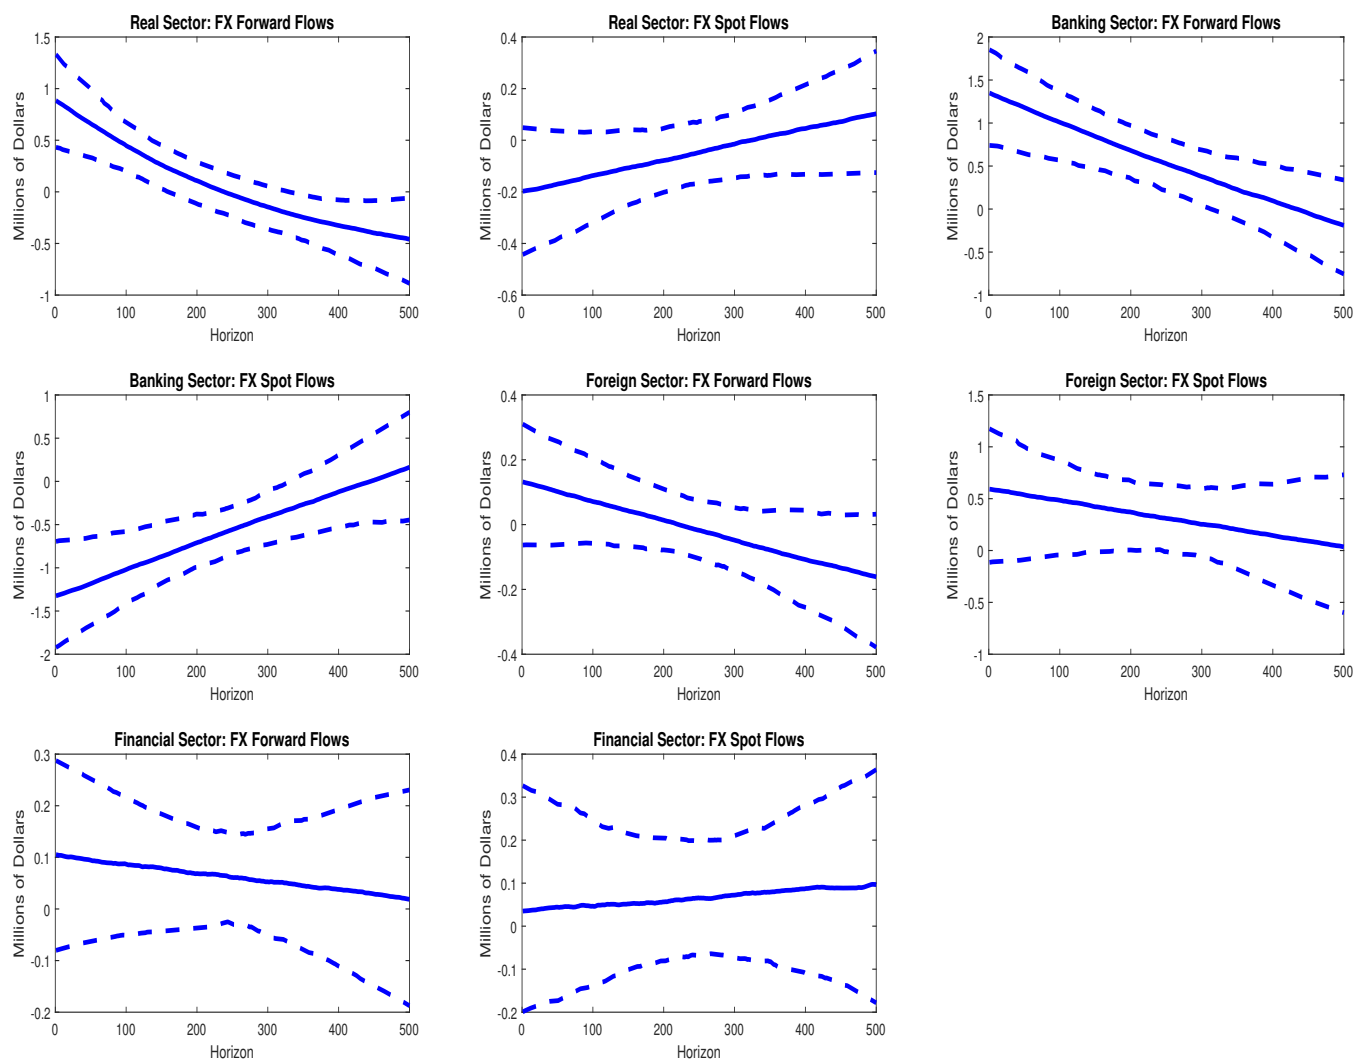 Real Sector: FX Forward Flows
Millions of Dollars
1.5
1
0.5
0
-0.5
-1
0 100 200 300 400 500
Horizon
Real Sector: FX Spot Flows
Millions of Dollars
0.4
0.2
0
-0.2
-0.4
-0.6
0 100 200 300 400 500
Horizon
Banking Sector: FX Forward Flows
Millions of Dollars
2
1.5
1
0.5
0
-0.5
-1
0 100 200 300 400 500
Horizon
Banking Sector: FX Spot Flows
Millions of Dollars
1
0.5
0
-0.5
-1
-1.5
-2
0 100 200 300 400 500
Horizon
Foreign Sector: FX Forward Flows
Millions of Dollars
0.4
0.2
0
-0.2
-0.4
0 100 200 300 400 500
Horizon
Foreign Sector: FX Spot Flows
Millions of Dollars
1.5
1
0.5
0
-0.5
-1
0 100 200 300 400 500
Horizon
Financial Sector: FX Forward Flows
Millions of Dollars
0.3
0.2
0.1
0
-0.1
-0.2
0 100 200 300 400 500
Horizon
Financial Sector: FX Spot Flows
Millions of Dollars
0.4
0.3
0.2
0.1
0
-0.1
-0.2
0 100 200 300 400 500
Horizon